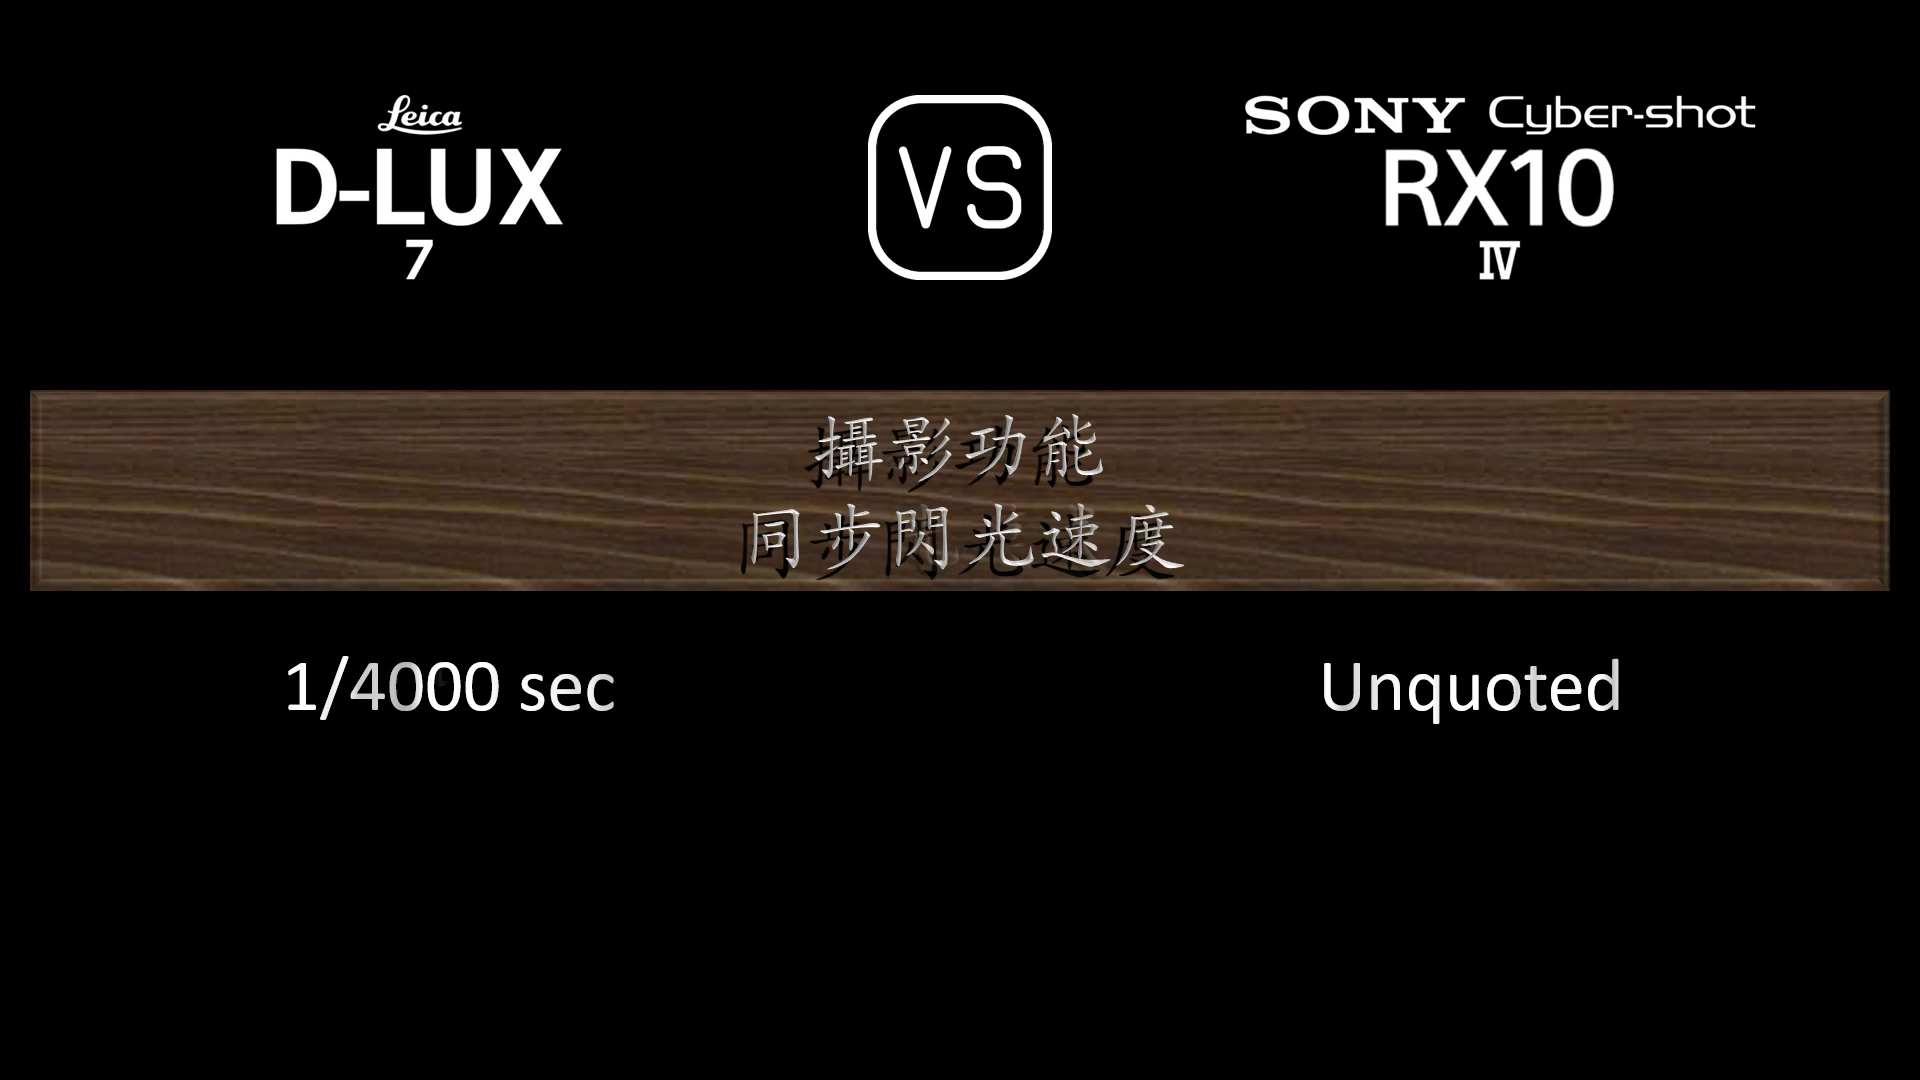 Leica
D-LUX
7
VS
SONY Cyber-shot
RX10
IV
攝影功能
同步閃光速度
1/4000 sec
Unquoted